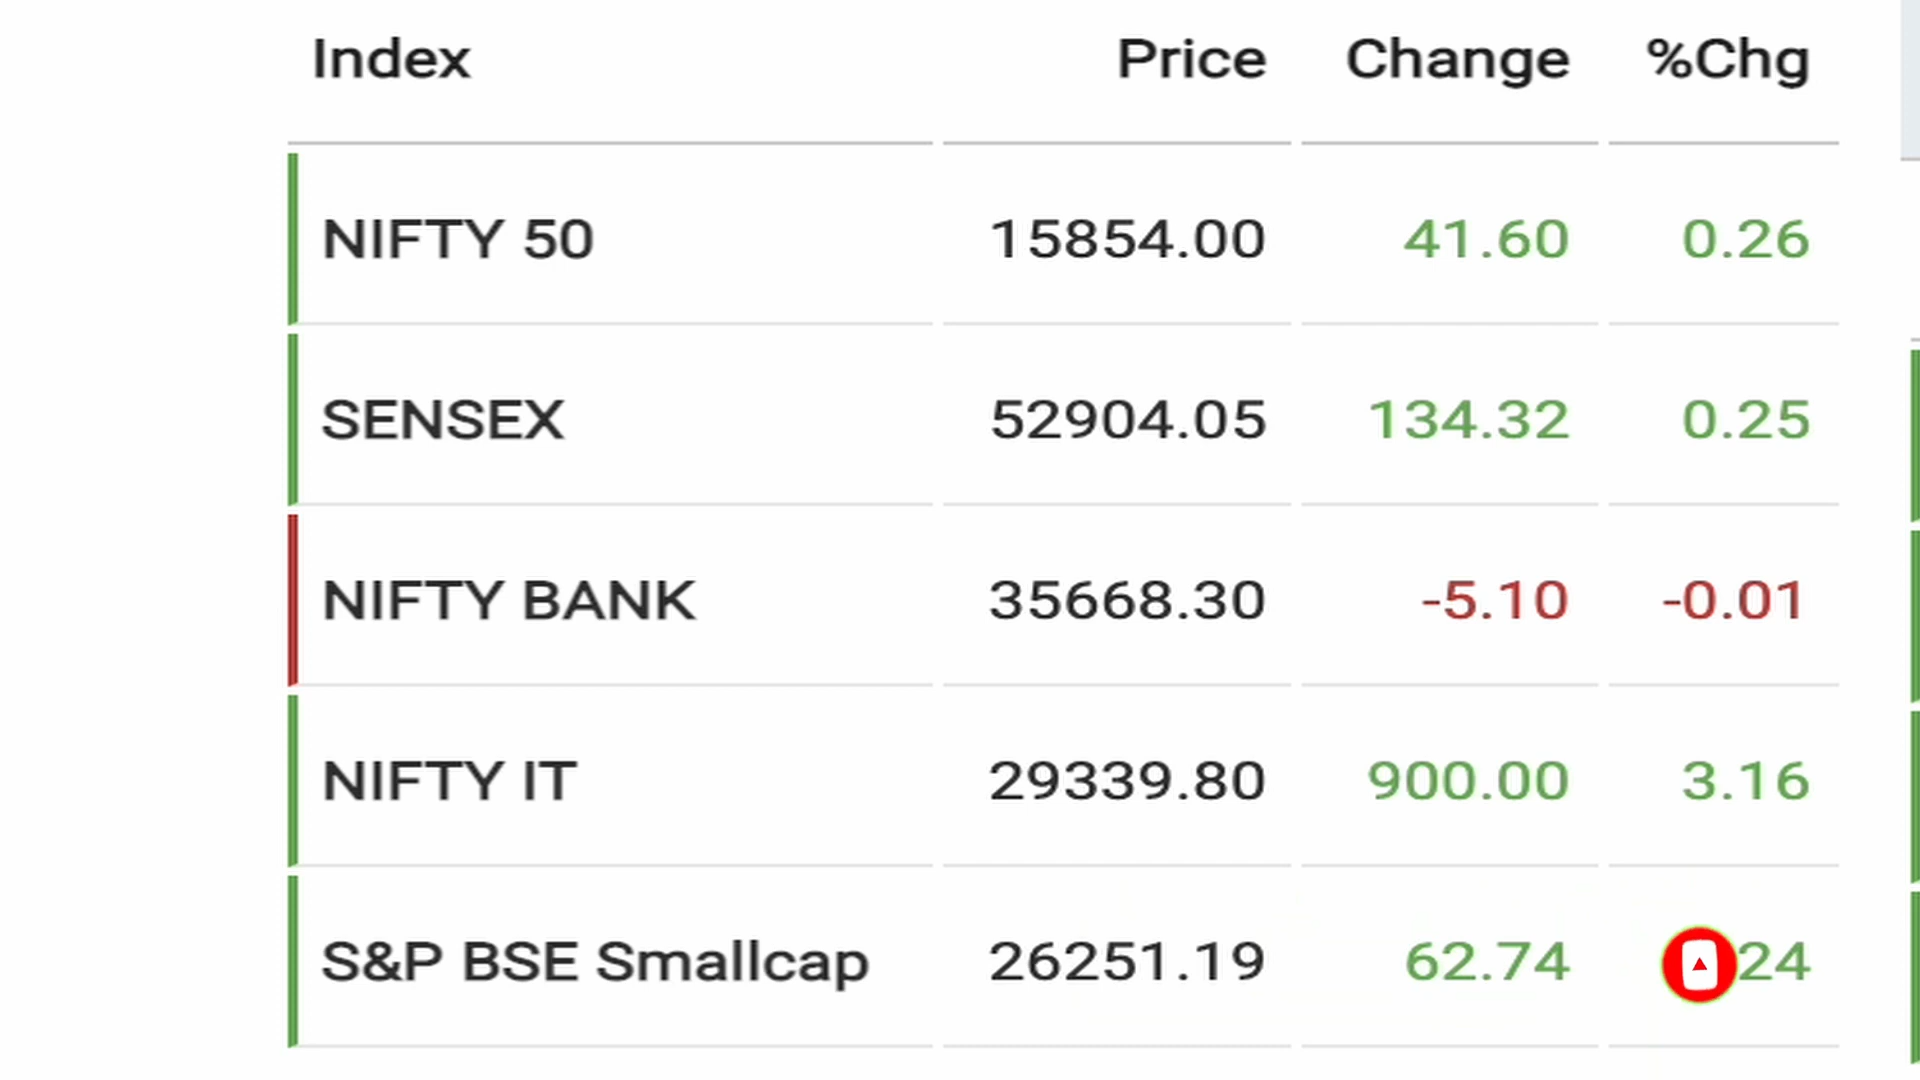 Index Price Change %Chg
NIFTY 50 15854.00 41.60 0.26
SENSEX 52904.05 134.32 0.25
NIFTY BANK 35668.30 -5.10 -0.01
NIFTY IT 29339.80 900.00 3.16
S&P BSE Smallcap 26251.19 62.74 24